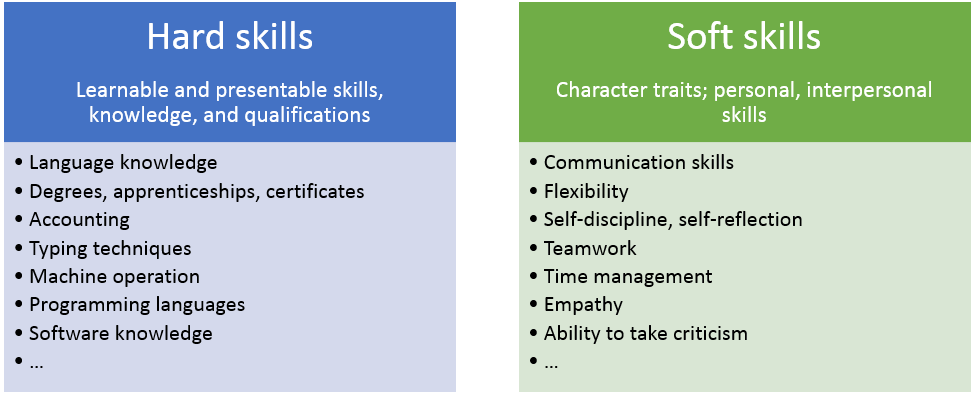 Hard skills
Learnable and presentable skills,
knowledge, and qualifications
• Language knowledge
• Degrees, apprenticeships, certificates
• Accounting
• Typing techniques
• Machine operation
• Programming languages
• Software knowledge
• ...
Soft skills
Character traits; personal, interpersonal
skills
• Communication skills
• Flexibility
• Self-discipline, self-reflection
• Teamwork
• Time management
• Empathy
• Ability to take criticism
• ...